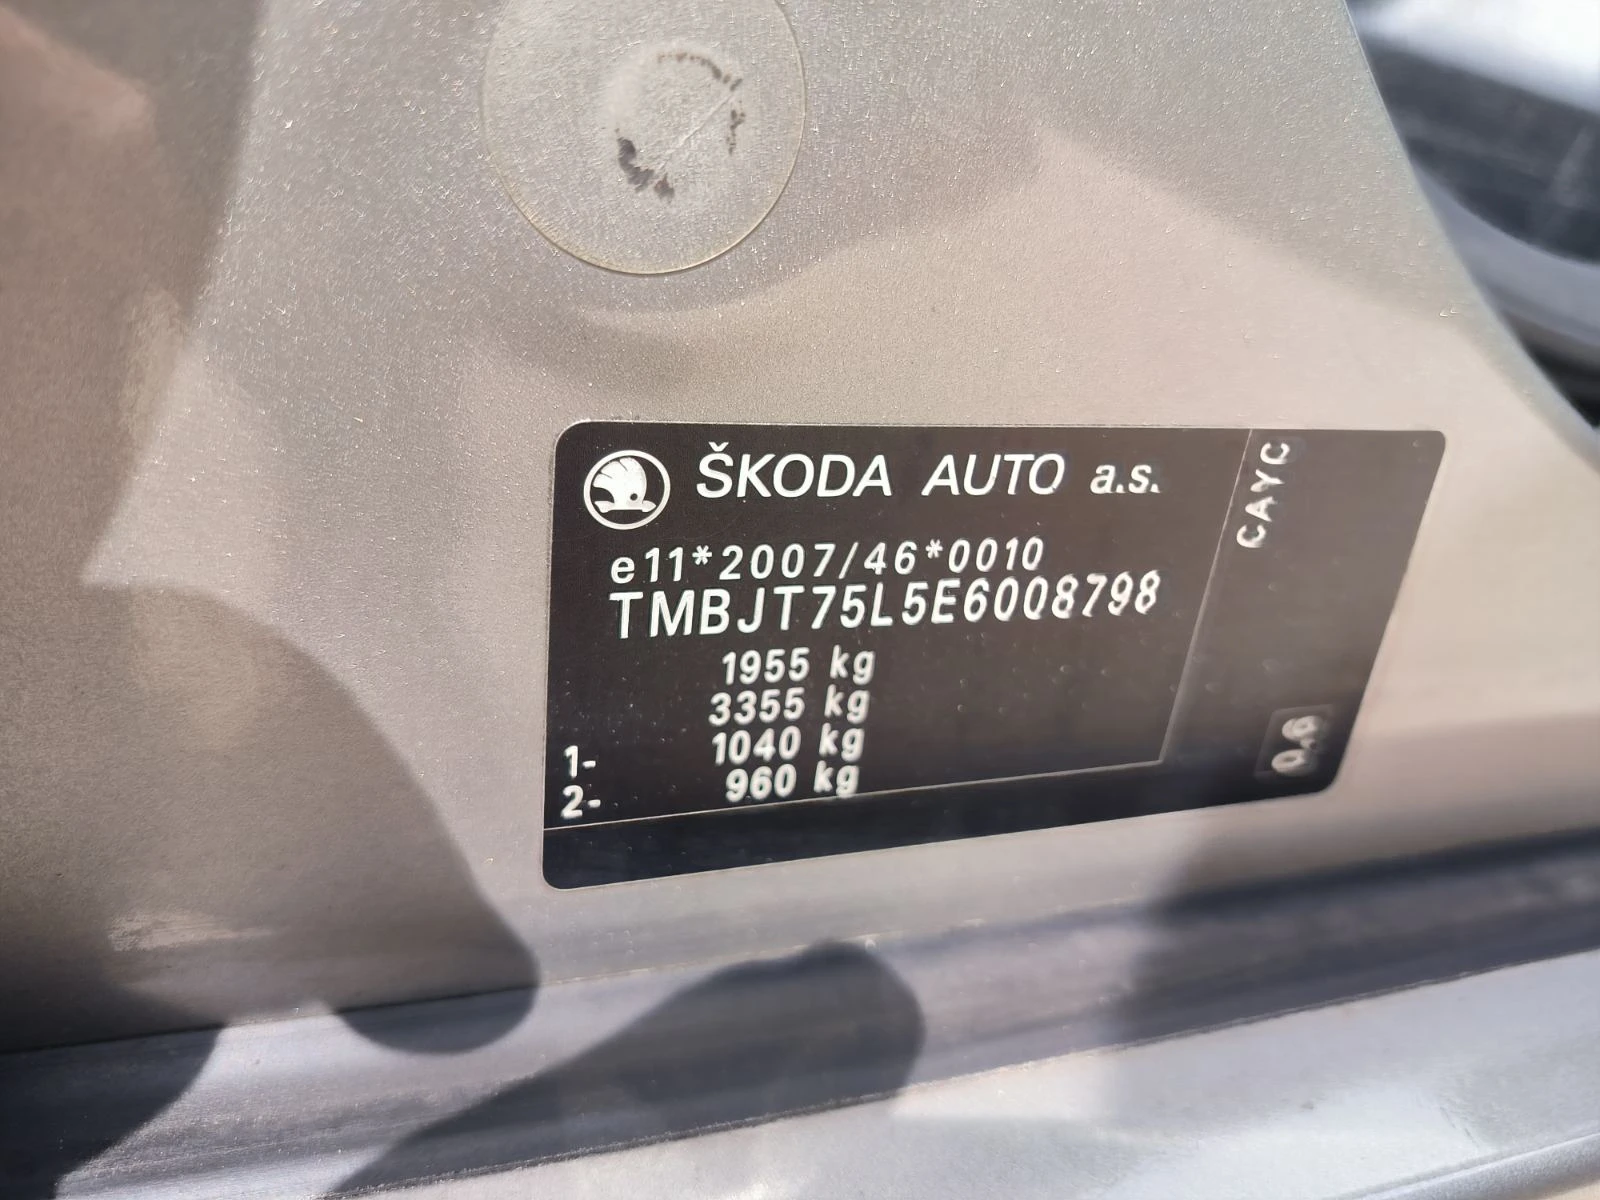 ŠKODA AUTO a.s.
e11*2007/46*0010
TMBJT75L5E6008798
1955 kg
3355 kg
1- 1040 kg
2- 960 kg
CAYC
0.6